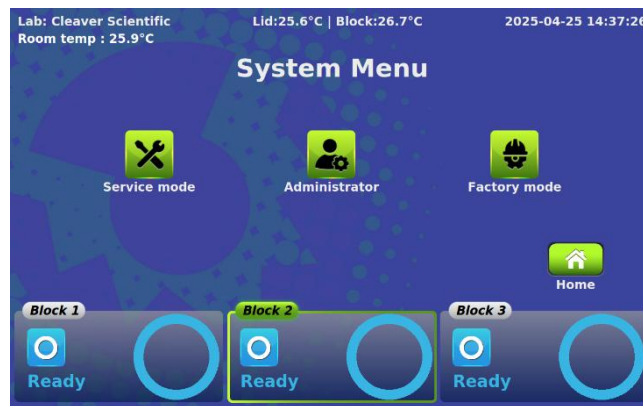 Lab: Cleaver Scientific
Lid:25.6°C | Block:26.7°C
2025-04-25 14:37:26
Room temp : 25.9°C
System Menu
Service mode
Administrator
Factory mode
Home
Block 1
Block 2
Block 3
Ready
Ready
Ready